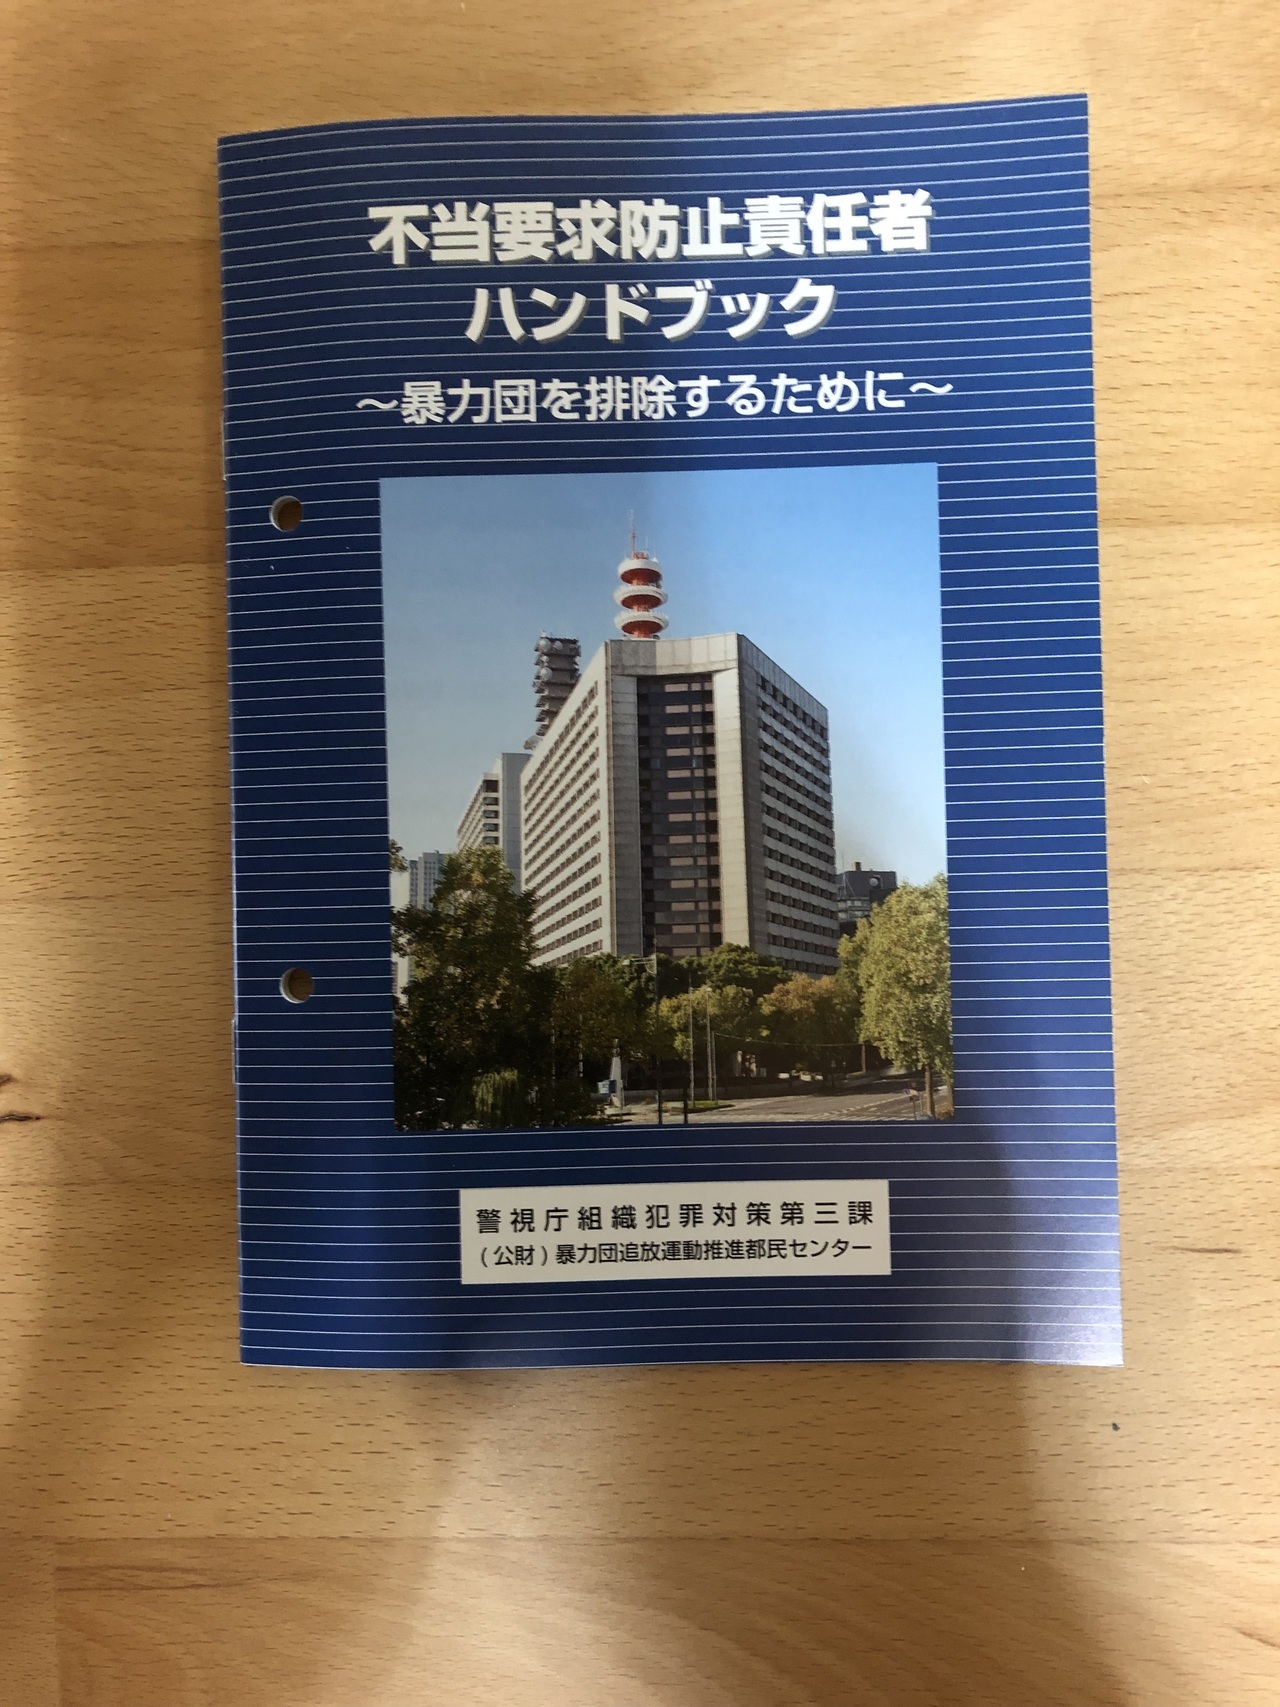 不当要求防止責任者
ハンドブック
～暴力団を排除するために～
警視庁組織犯罪対策第三課
(公財)暴力団追放運動推進都民センター